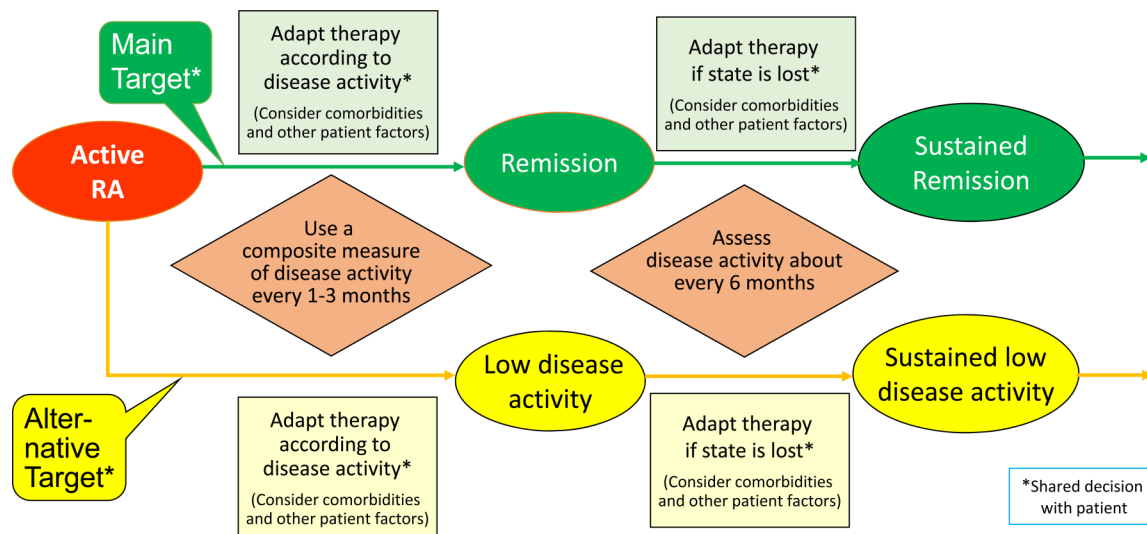 Main
Target*
Adapt therapy
according to
disease activity*
(Consider comorbidities
and other patient factors)
Adapt therapy
if state is lost*
(Consider comorbidities
and other patient factors)
Active
RA
Remission
Sustained
Remission
Use a
composite measure
of disease activity
every 1-3 months
Assess
disease activity about
every 6 months
Alter-
native
Target*
Low disease
activity
Sustained low
disease activity
Adapt therapy
according to
disease activity*
(Consider comorbidities
and other patient factors)
Adapt therapy
if state is lost*
(Consider comorbidities
and other patient factors)
*Shared decision
with patient